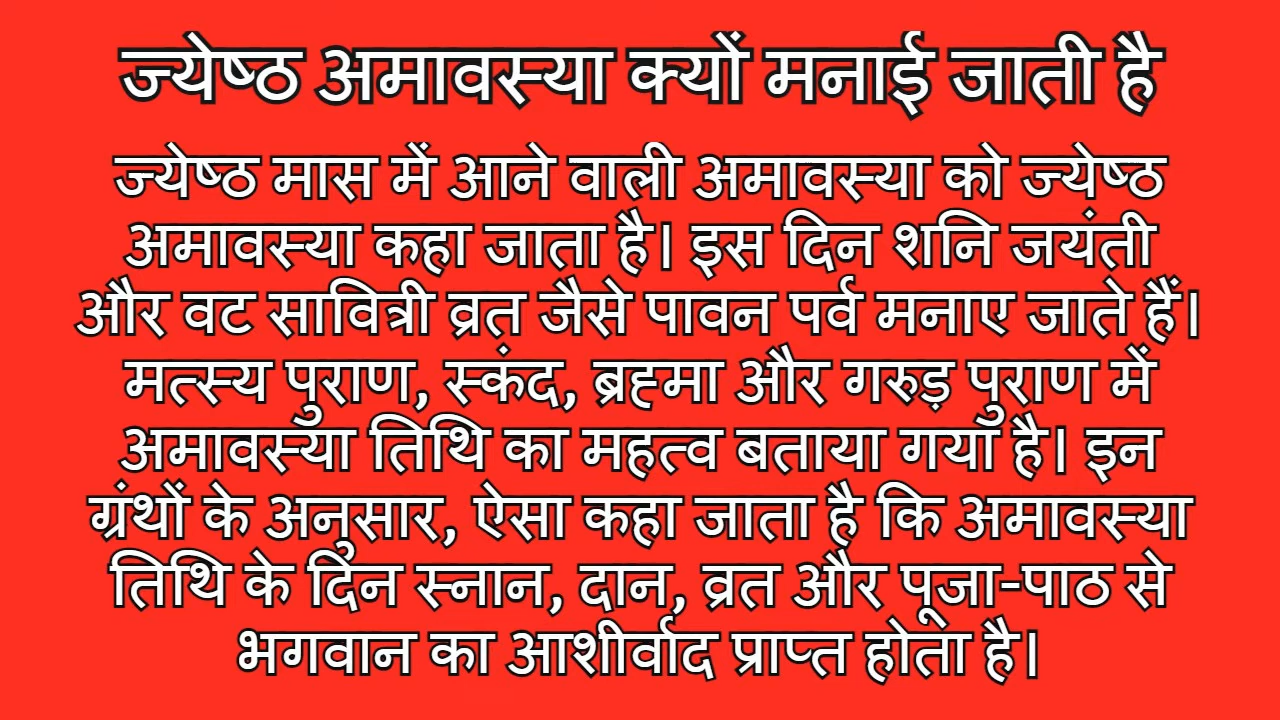 ज्येष्ठ अमावस्या क्यों मनाई जाती है
ज्येष्ठ मास में आने वाली अमावस्या को ज्येष्ठ
अमावस्या कहा जाता है। इस दिन शनि जयंती
और वट सावित्री व्रत जैसे पावन पर्व मनाए जाते हैं।
मत्स्य पुराण, स्कंद, ब्रह्मा और गरुड़ पुराण में
अमावस्या तिथि का महत्व बताया गया है। इन
ग्रंथों के अनुसार, ऐसा कहा जाता है कि अमावस्या
तिथि के दिन स्नान, दान, व्रत और पूजा-पाठ से
भगवान का आशीर्वाद प्राप्त होता है।